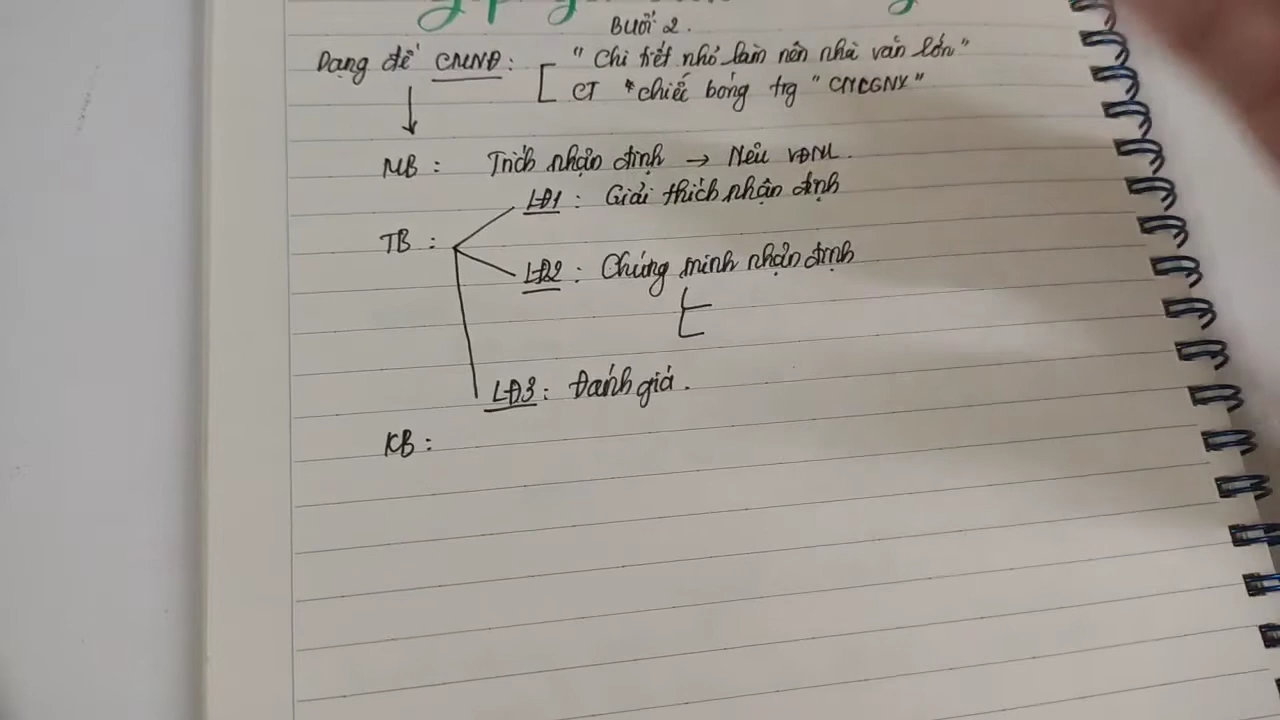 Buổi 2.
Dạng đề CMNĐ: "Chi tiết nhỏ làm nên nhà văn lớn"
CT "chiếc bóng trg "CNCGNX"
MB: Trích nhận định → Nêu VĐNL.
LĐ1: Giải thích nhận định
TB:
LĐ2: Chứng minh nhận định
LĐ3: Đánh giá.
KB: